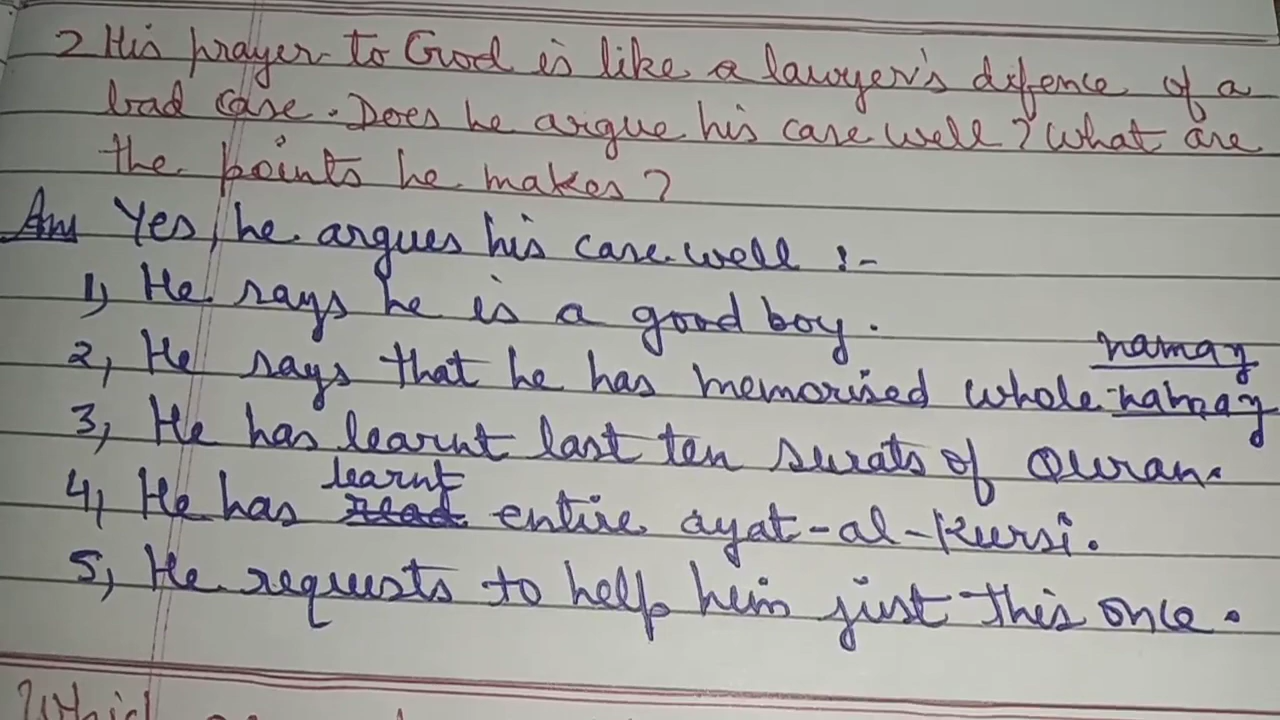 2 His prayer to God is like a lawyer's difence of a
bad case. Does he argue his case well? What are
the points he makes?
Ans Yes, he argues his case well :-
1, He says he is a good boy.
namaz
2, He says that he has memorised whole namaz
3, He has learnt last ten surats of Quran.
learnt
4, He has read entire ayat-al-Kursi.
5, He requests to help him just this once.